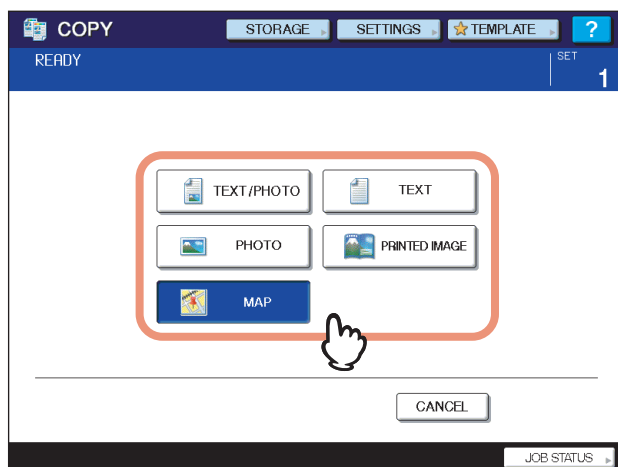 COPY STORAGE SETTINGS TEMPLATE ?
READY SET
1
TEXT/PHOTO TEXT
PHOTO PRINTED IMAGE
MAP
CANCEL
JOB STATUS